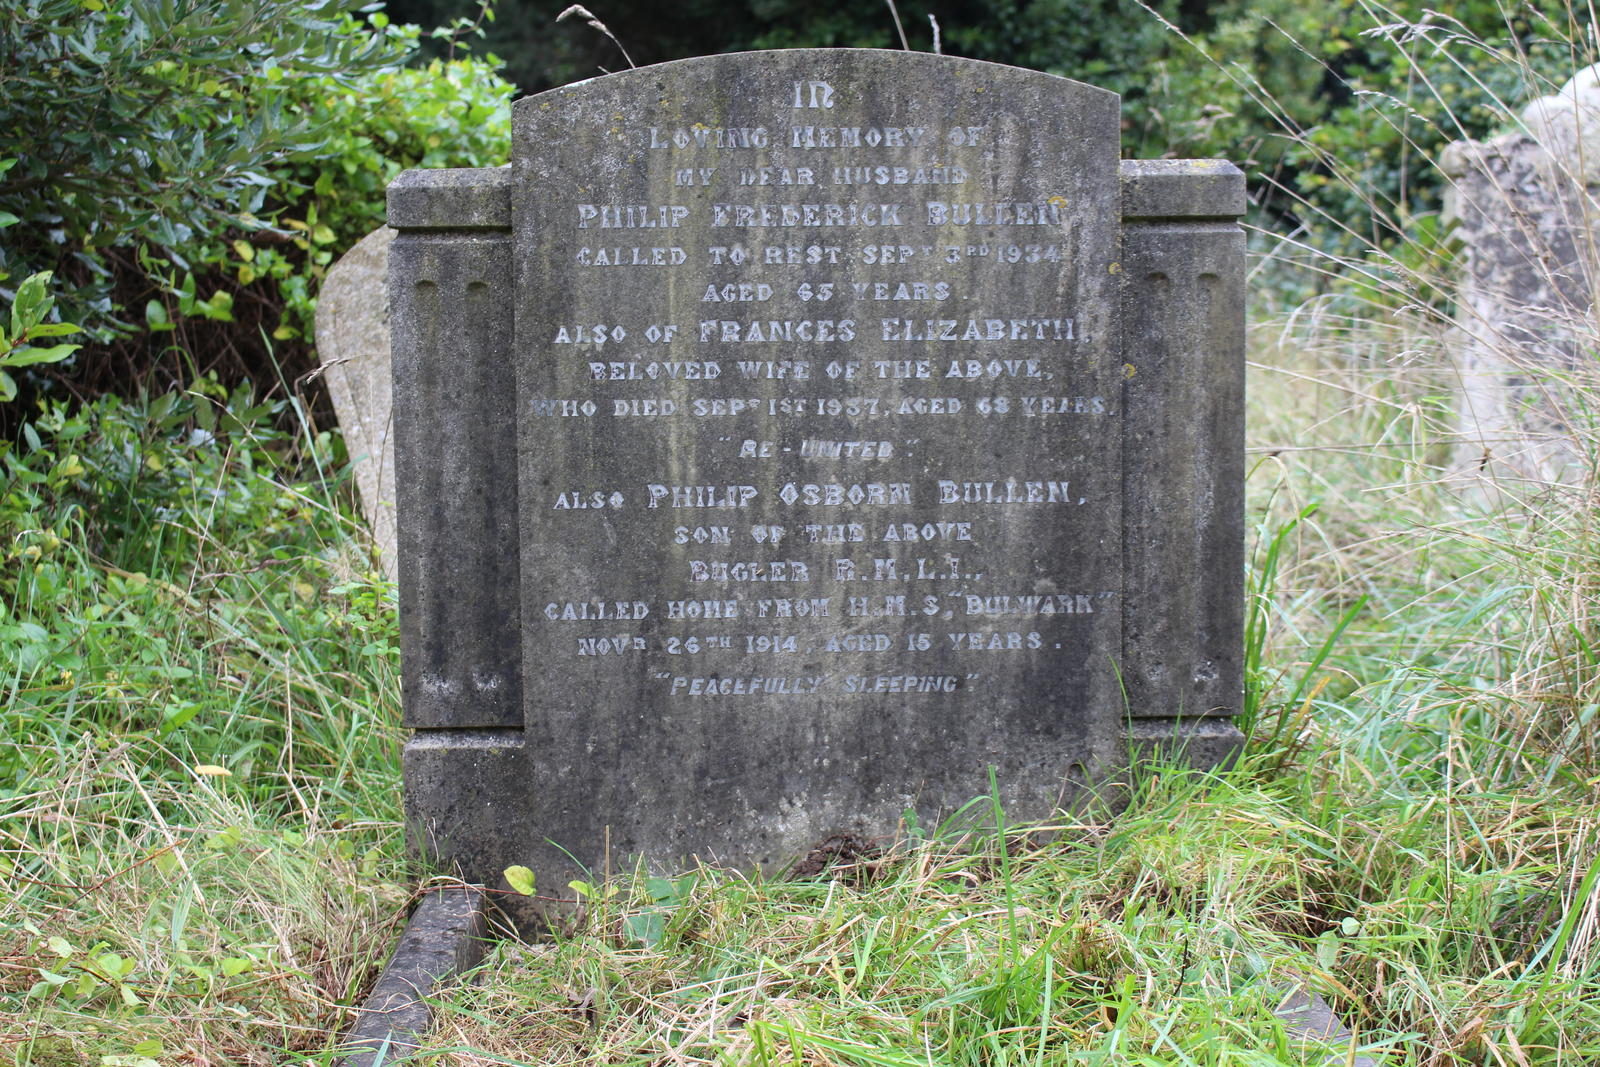 IN
LOVING MEMORY OF
MY DEAR HUSBAND
PHILIP FREDERICK BULLEN
CALLED TO REST SEPT 3RD 1934
AGED 65 YEARS.
ALSO OF FRANCES ELIZABETH,
BELOVED WIFE OF THE ABOVE,
WHO DIED SEPT 1ST 1937, AGED 68 YEARS.
"RE-UNITED".
ALSO PHILIP OSBORN BULLEN,
SON OF THE ABOVE
BUGLER R.M.L.I.,
CALLED HOME FROM H.M.S, "BULWARK"
NOVR 26TH 1914, AGED 15 YEARS.
"PEACEFULLY SLEEPING".